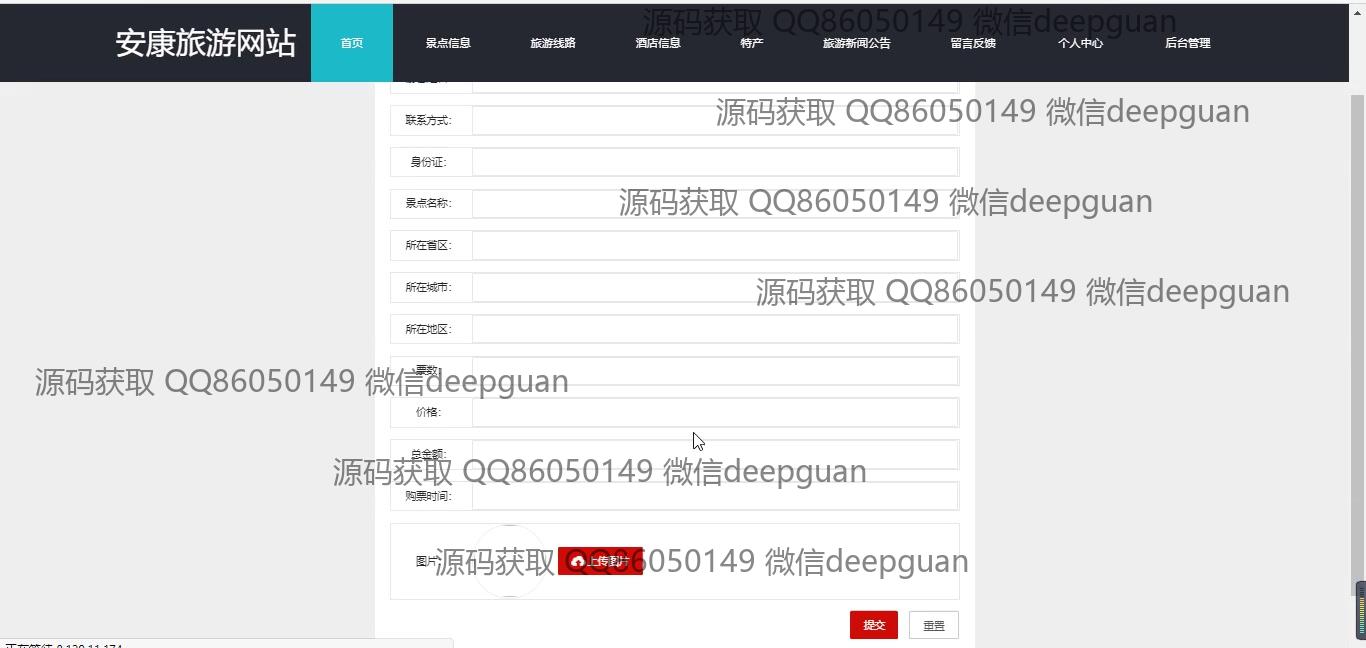 源码获取 QQ86050149 微信deepguan
安康旅游网站 首页 景点信息 旅游线路 酒店信息 特产 旅游新闻公告 留言反馈 个人中心 后台管理
源码获取 QQ86050149 微信deepguan
联系方式：
身份证：
源码获取 QQ86050149 微信deepguan
景点名称：
所在省区：
源码获取 QQ86050149 微信deepguan
所在城市：
所在地区：
票数：
源码获取 QQ86050149 微信deepguan
价格：
总金额：
源码获取 QQ86050149 微信deepguan
购票时间：
图片：
上传图片
源码获取 QQ86050149 微信deepguan
提交 重置